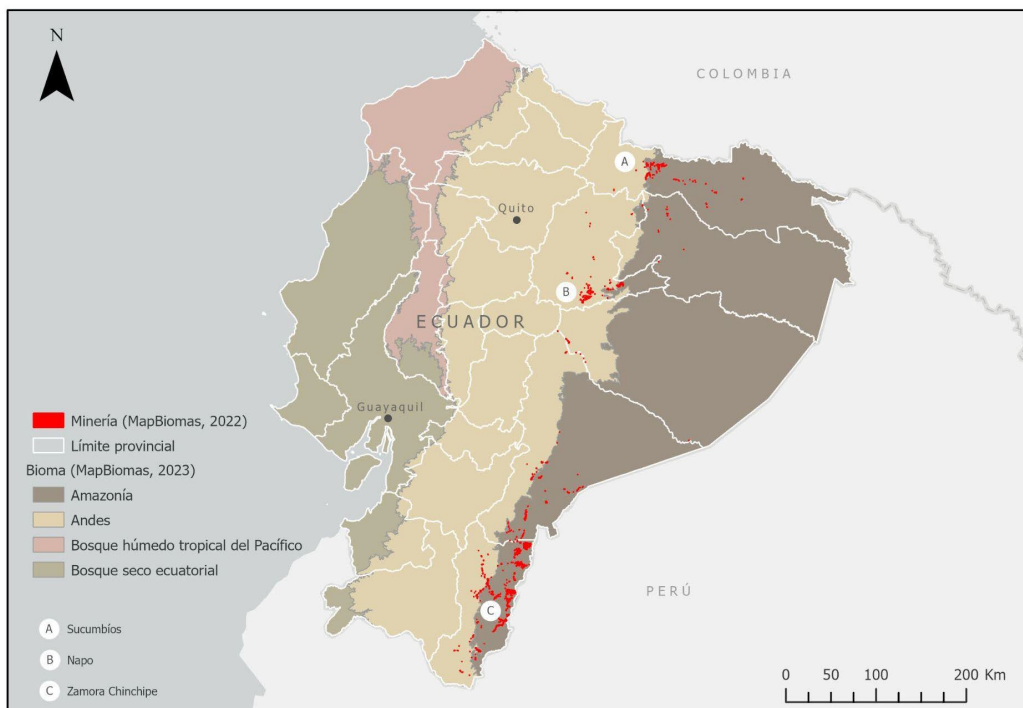 N
COLOMBIA
A
Quito
B
ECUADOR
Guayaquil
C
PERÚ
Minería (MapBiomas, 2022)
Límite provincial
Bioma (MapBiomas, 2023)
Amazonía
Andes
Bosque húmedo tropical del Pacífico
Bosque seco ecuatorial
A Sucumbíos
B Napo
C Zamora Chinchipe
0 50 100 200 Km